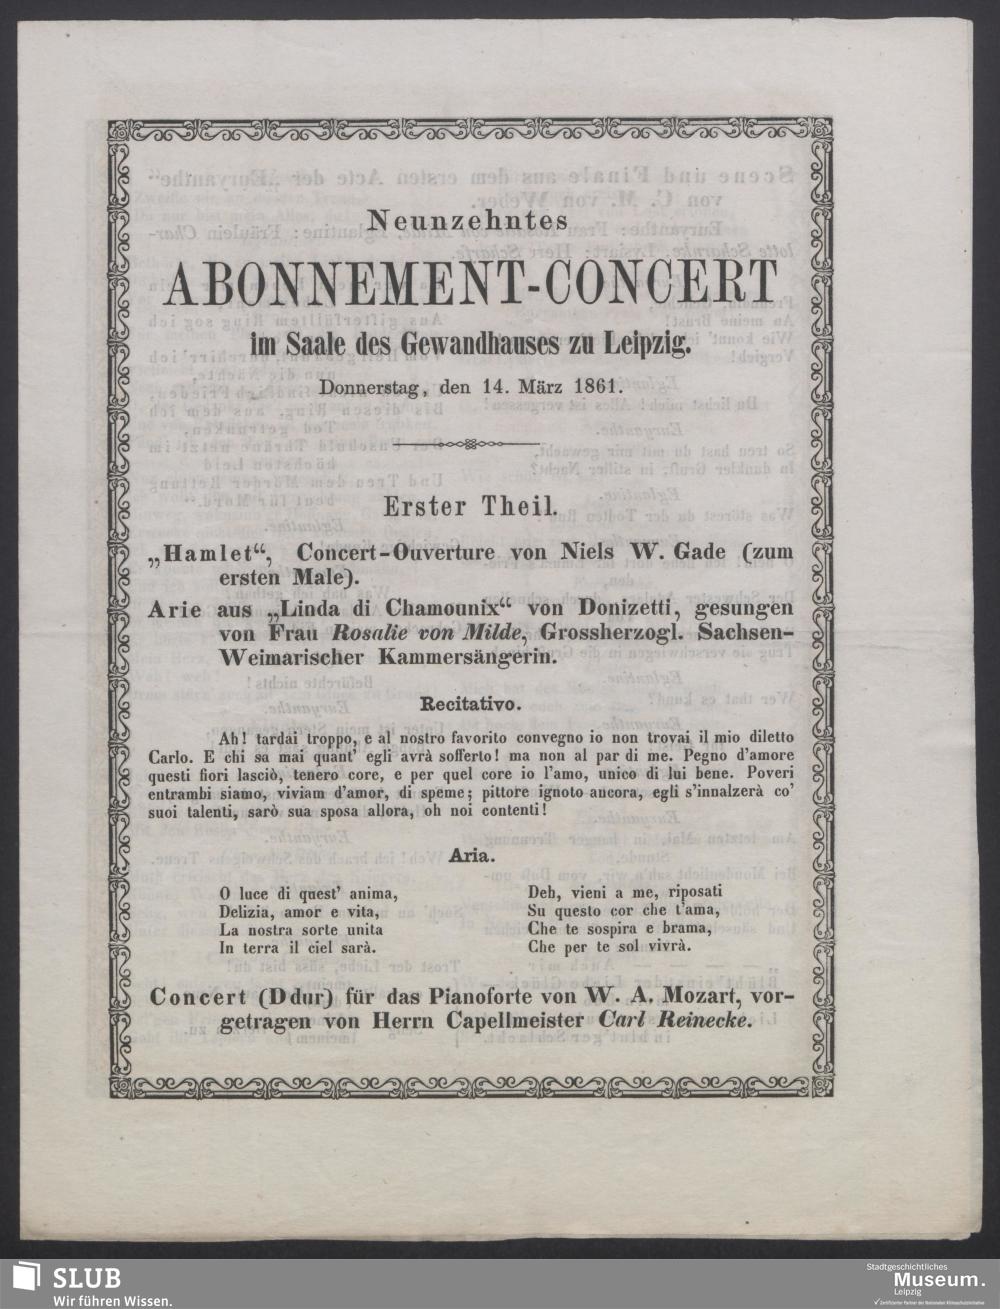 Neunzehntes
ABONNEMENT-CONCERT
im Saale des Gewandhauses zu Leipzig.
Donnerstag, den 14. März 1861.
Erster Theil.
„Hamlet“, Concert-Ouverture von Niels W. Gade (zum
ersten Male).
Arie aus „Linda di Chamounix“ von Donizetti, gesungen
von Frau Rosalie von Milde, Grossherzogl. Sachsen-
Weimarischer Kammersängerin.
Recitativo.
Ah! tardai troppo, e al nostro favorito convegno io non trovai il mio diletto
Carlo. E chi sa mai quant’ egli avrà sofferto! ma non al par di me. Pegno d’amore
questi fiori lasciò, tenero core, e per quel core io l’amo, unico di lui bene. Poveri
entrambi siamo, viviam d’amor, di speme; pittore ignoto ancora, egli s’innalzerà co’
suoi talenti, sarò sua sposa allora, oh noi contenti!
Aria.
O luce di quest’ anima,
Delizia, amor e vita,
La nostra sorte unita
In terra il ciel sarà.
Deh, vieni a me, riposati
Su questo cor che t’ama,
Che te sospira e brama,
Che per te sol vivrà.
Concert (Ddur) für das Pianoforte von W. A. Mozart, vor-
getragen von Herrn Capellmeister Carl Reinecke.
SLUB
Wir führen Wissen.
Stadtgeschichtliches
Museum.
Leipzig